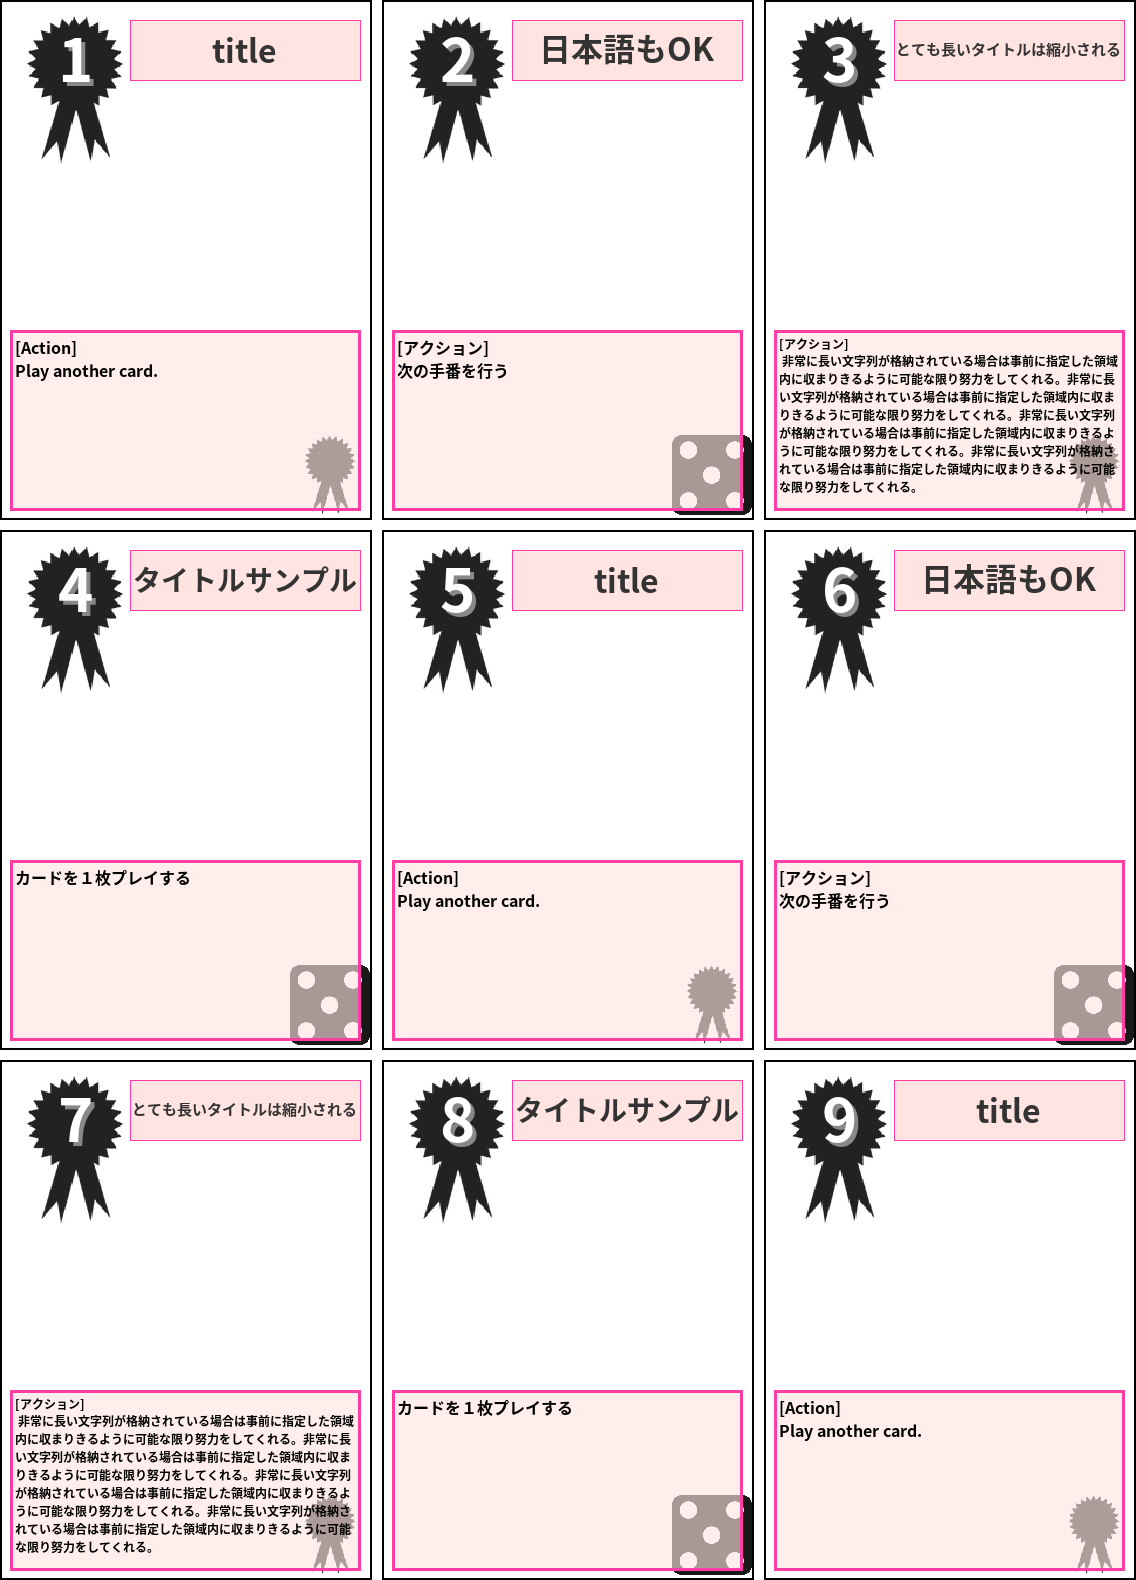 1
title
[Action]
Play another card.
2
日本語もOK
[アクション]
次の手番を行う
3
とても長いタイトルは縮小される
[アクション]
非常に長い文字列が格納されている場合は事前に指定した領域
内に収まりきるように可能な限り努力をしてくれる。非常に長
い文字列が格納されている場合は事前に指定した領域内に収ま
りきるように可能な限り努力をしてくれる。非常に長い文字列
が格納されている場合は事前に指定した領域内に収まりきるよ
うに可能な限り努力をしてくれる。非常に長い文字列が格納さ
れている場合は事前に指定した領域内に収まりきるように可能
な限り努力をしてくれる。
4
タイトルサンプル
カードを１枚プレイする
5
title
[Action]
Play another card.
6
日本語もOK
[アクション]
次の手番を行う
7
とても長いタイトルは縮小される
[アクション]
非常に長い文字列が格納されている場合は事前に指定した領域
内に収まりきるように可能な限り努力をしてくれる。非常に長
い文字列が格納されている場合は事前に指定した領域内に収ま
りきるように可能な限り努力をしてくれる。非常に長い文字列
が格納されている場合は事前に指定した領域内に収まりきるよ
うに可能な限り努力をしてくれる。非常に長い文字列が格納さ
れている場合は事前に指定した領域内に収まりきるように可能
な限り努力をしてくれる。
8
タイトルサンプル
カードを１枚プレイする
9
title
[Action]
Play another card.